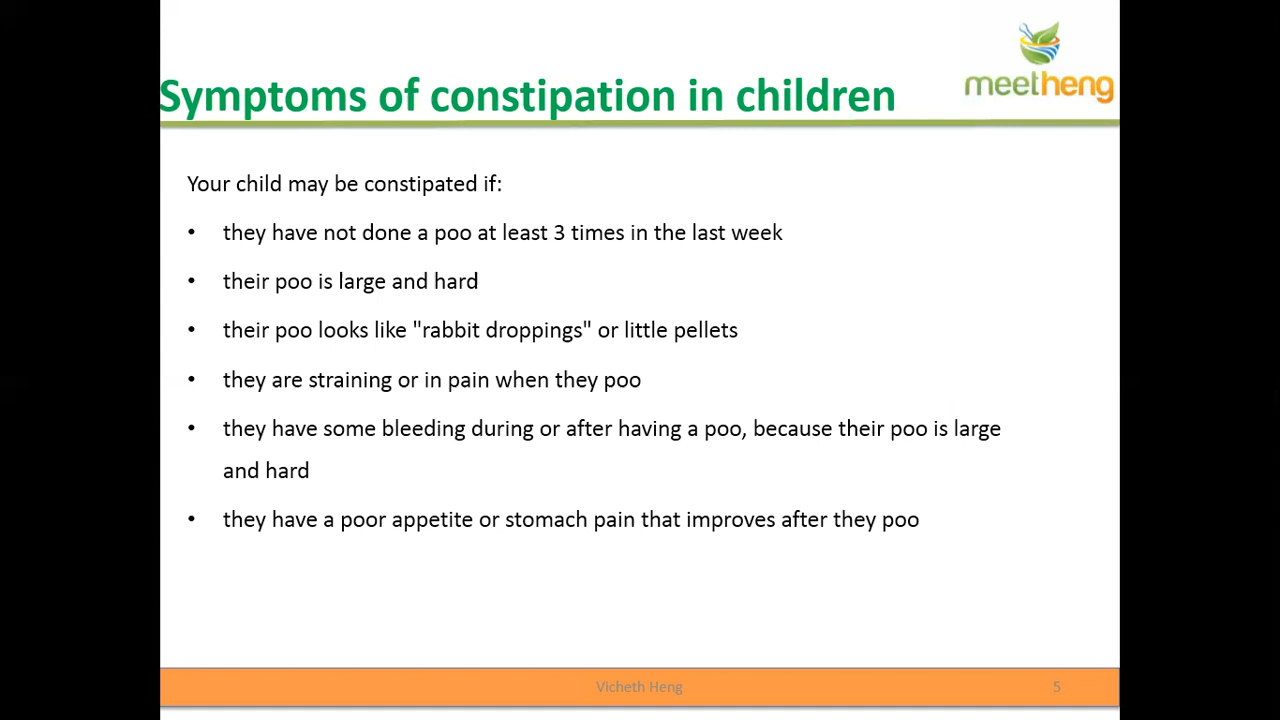 meetheng
Symptoms of constipation in children
Your child may be constipated if:
• they have not done a poo at least 3 times in the last week
• their poo is large and hard
• their poo looks like "rabbit droppings" or little pellets
• they are straining or in pain when they poo
• they have some bleeding during or after having a poo, because their poo is large
and hard
• they have a poor appetite or stomach pain that improves after they poo
Vicheth Heng
5